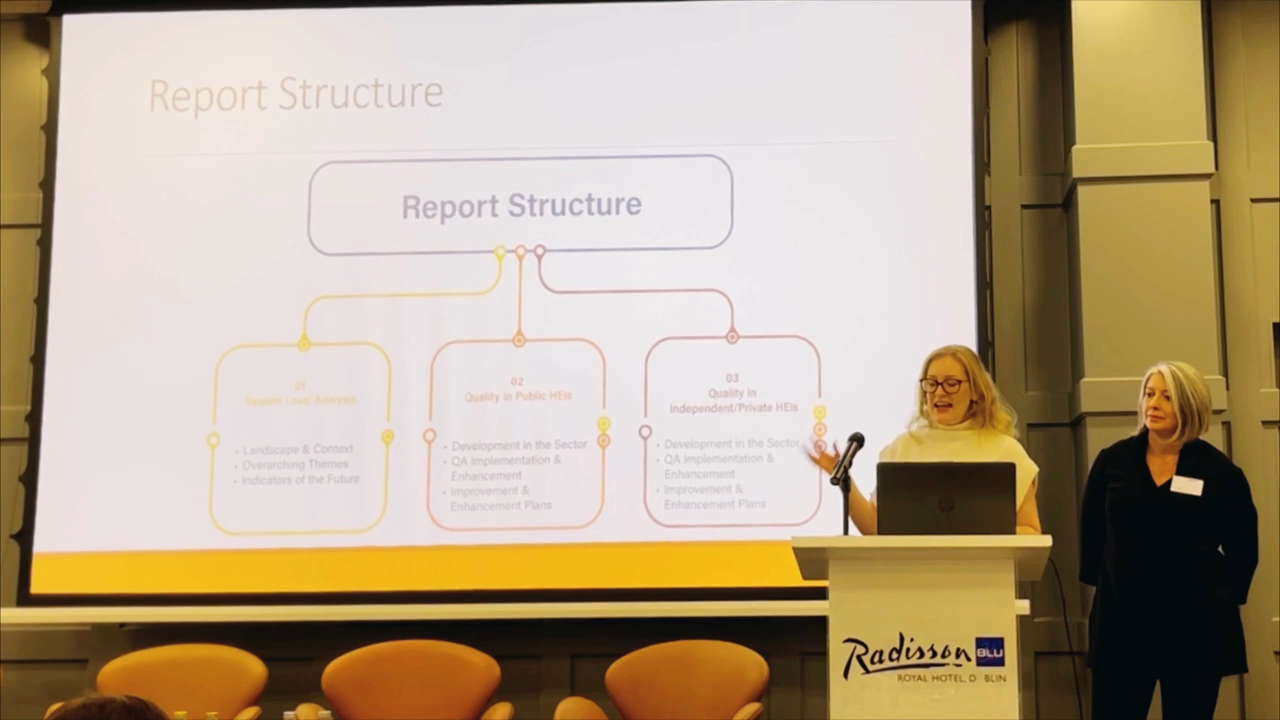 Report Structure
Report Structure
01
System Level Analysis
• Landscape & Context
• Overarching Themes
• Indicators of the Future
02
Quality in Public HEIs
• Development in the Sector
• QA Implementation &
Enhancement
• Improvement &
Enhancement Plans
03
Quality in
Independent/Private HEIs
• Development in the Sector
• QA Implementation &
Enhancement
• Improvement &
Enhancement Plans
Radisson BLU
ROYAL HOTEL, D BLIN